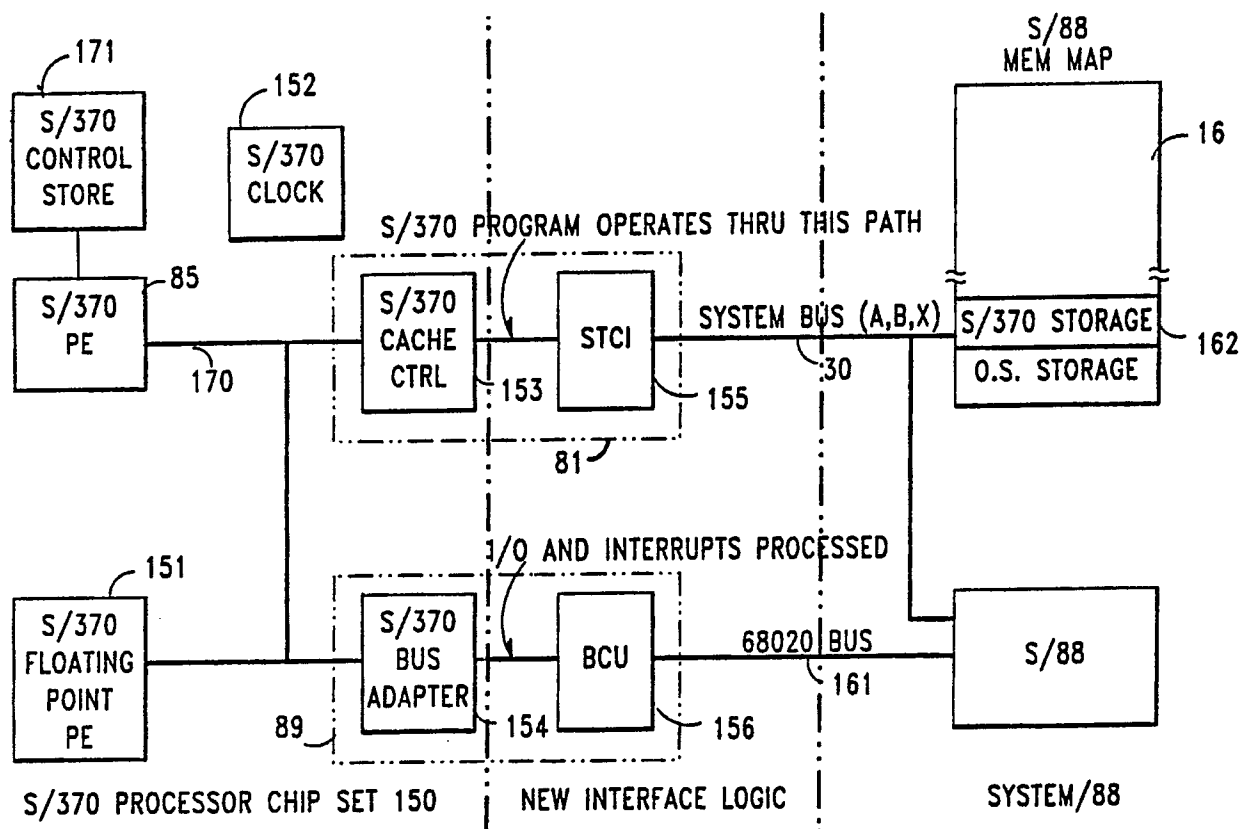 S/88
MEM MAP
171
152
16
S/370
CONTROL
STORE
S/370
CLOCK
S/370 PROGRAM OPERATES THRU THIS PATH
85
S/370
PE
170
S/370
CACHE
CTRL
153
STCI
155
81
SYSTEM BUS (A,B,X)
30
S/370 STORAGE
162
O.S. STORAGE
I/O AND INTERRUPTS PROCESSED
151
S/370
FLOATING
POINT
PE
S/370
BUS
ADAPTER
154
89
BCU
156
68020 BUS
161
S/88
S/370 PROCESSOR CHIP SET 150
NEW INTERFACE LOGIC
SYSTEM/88